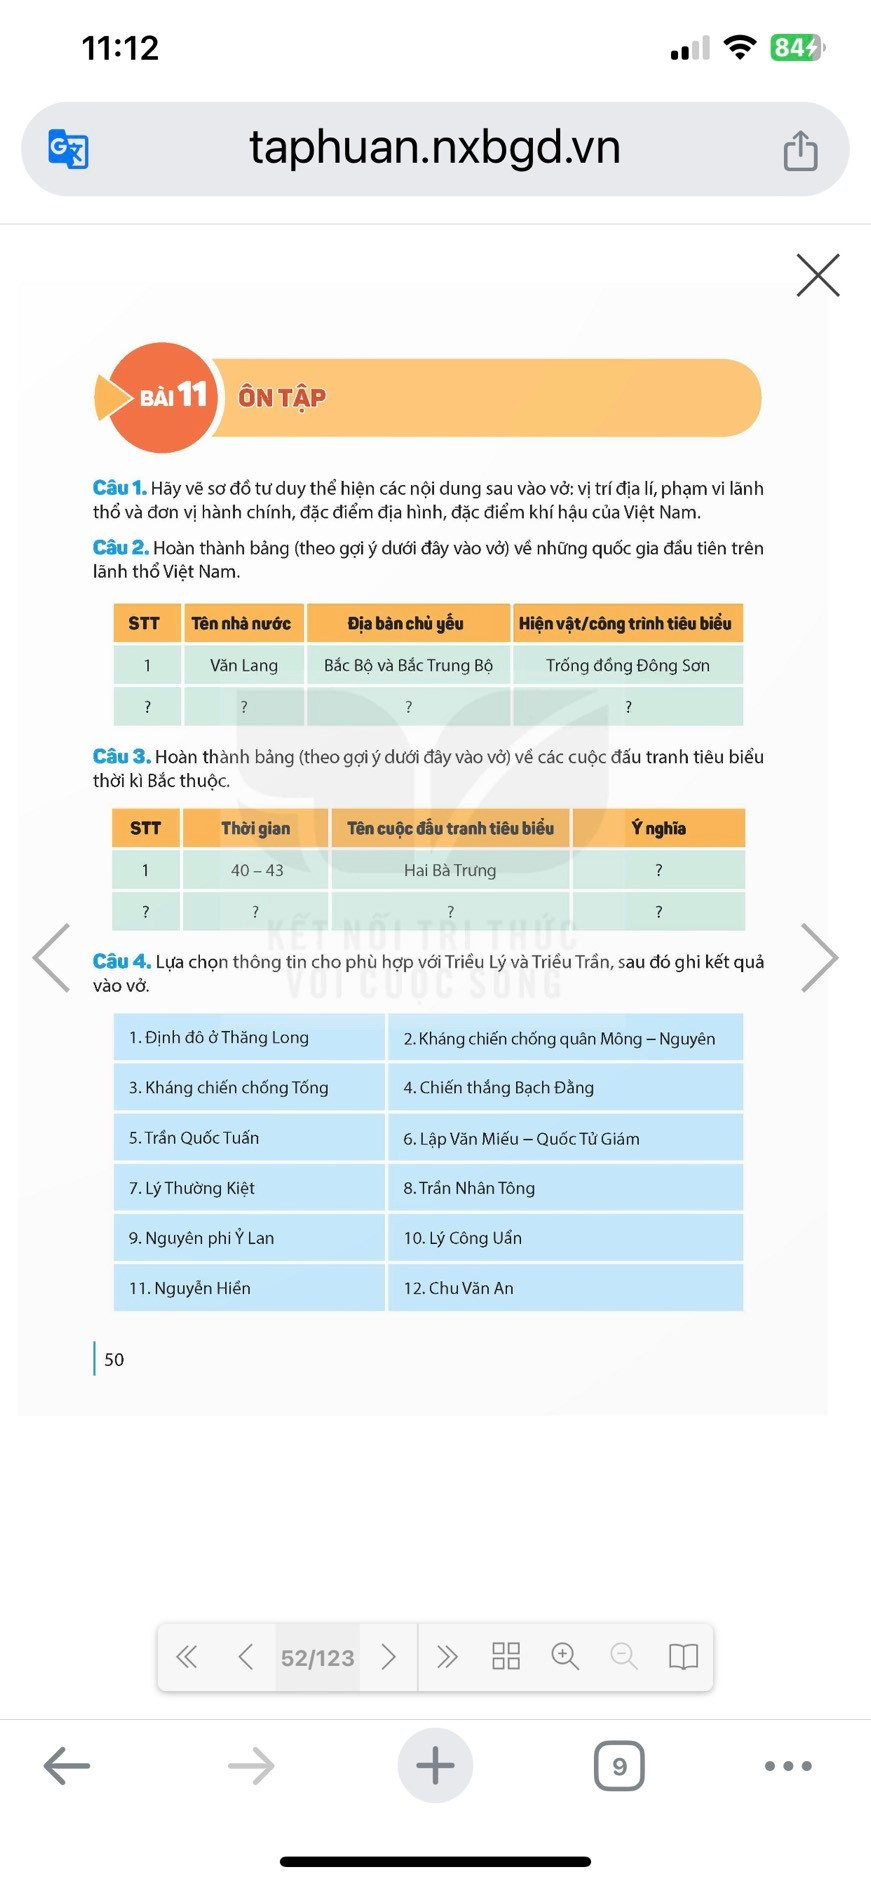 11:12
84
taphuan.nxbgd.vn
BÀI 11
ÔN TẬP
Câu 1. Hãy vẽ sơ đồ tư duy thể hiện các nội dung sau vào vở: vị trí địa lí, phạm vi lãnh
thổ và đơn vị hành chính, đặc điểm địa hình, đặc điểm khí hậu của Việt Nam.
Câu 2. Hoàn thành bảng (theo gợi ý dưới đây vào vở) về những quốc gia đầu tiên trên
lãnh thổ Việt Nam.
STT Tên nhà nước Địa bàn chủ yếu Hiện vật/công trình tiêu biểu
1 Văn Lang Bắc Bộ và Bắc Trung Bộ Trống đồng Đông Sơn
? ? ? ?
Câu 3. Hoàn thành bảng (theo gợi ý dưới đây vào vở) về các cuộc đấu tranh tiêu biểu
thời kì Bắc thuộc.
STT Thời gian Tên cuộc đấu tranh tiêu biểu Ý nghĩa
1 40 – 43 Hai Bà Trưng ?
? ? ? ?
KẾT NỐI TRI THỨC
Câu 4. Lựa chọn thông tin cho phù hợp với Triều Lý và Triều Trần, sau đó ghi kết quả
vào vở.
VỚI CUỘC SỐNG
1. Định đô ở Thăng Long 2. Kháng chiến chống quân Mông – Nguyên
3. Kháng chiến chống Tống 4. Chiến thắng Bạch Đằng
5. Trần Quốc Tuấn 6. Lập Văn Miếu – Quốc Tử Giám
7. Lý Thường Kiệt 8. Trần Nhân Tông
9. Nguyên phi Ỷ Lan 10. Lý Công Uẩn
11. Nguyễn Hiền 12. Chu Văn An
50
52/123
9